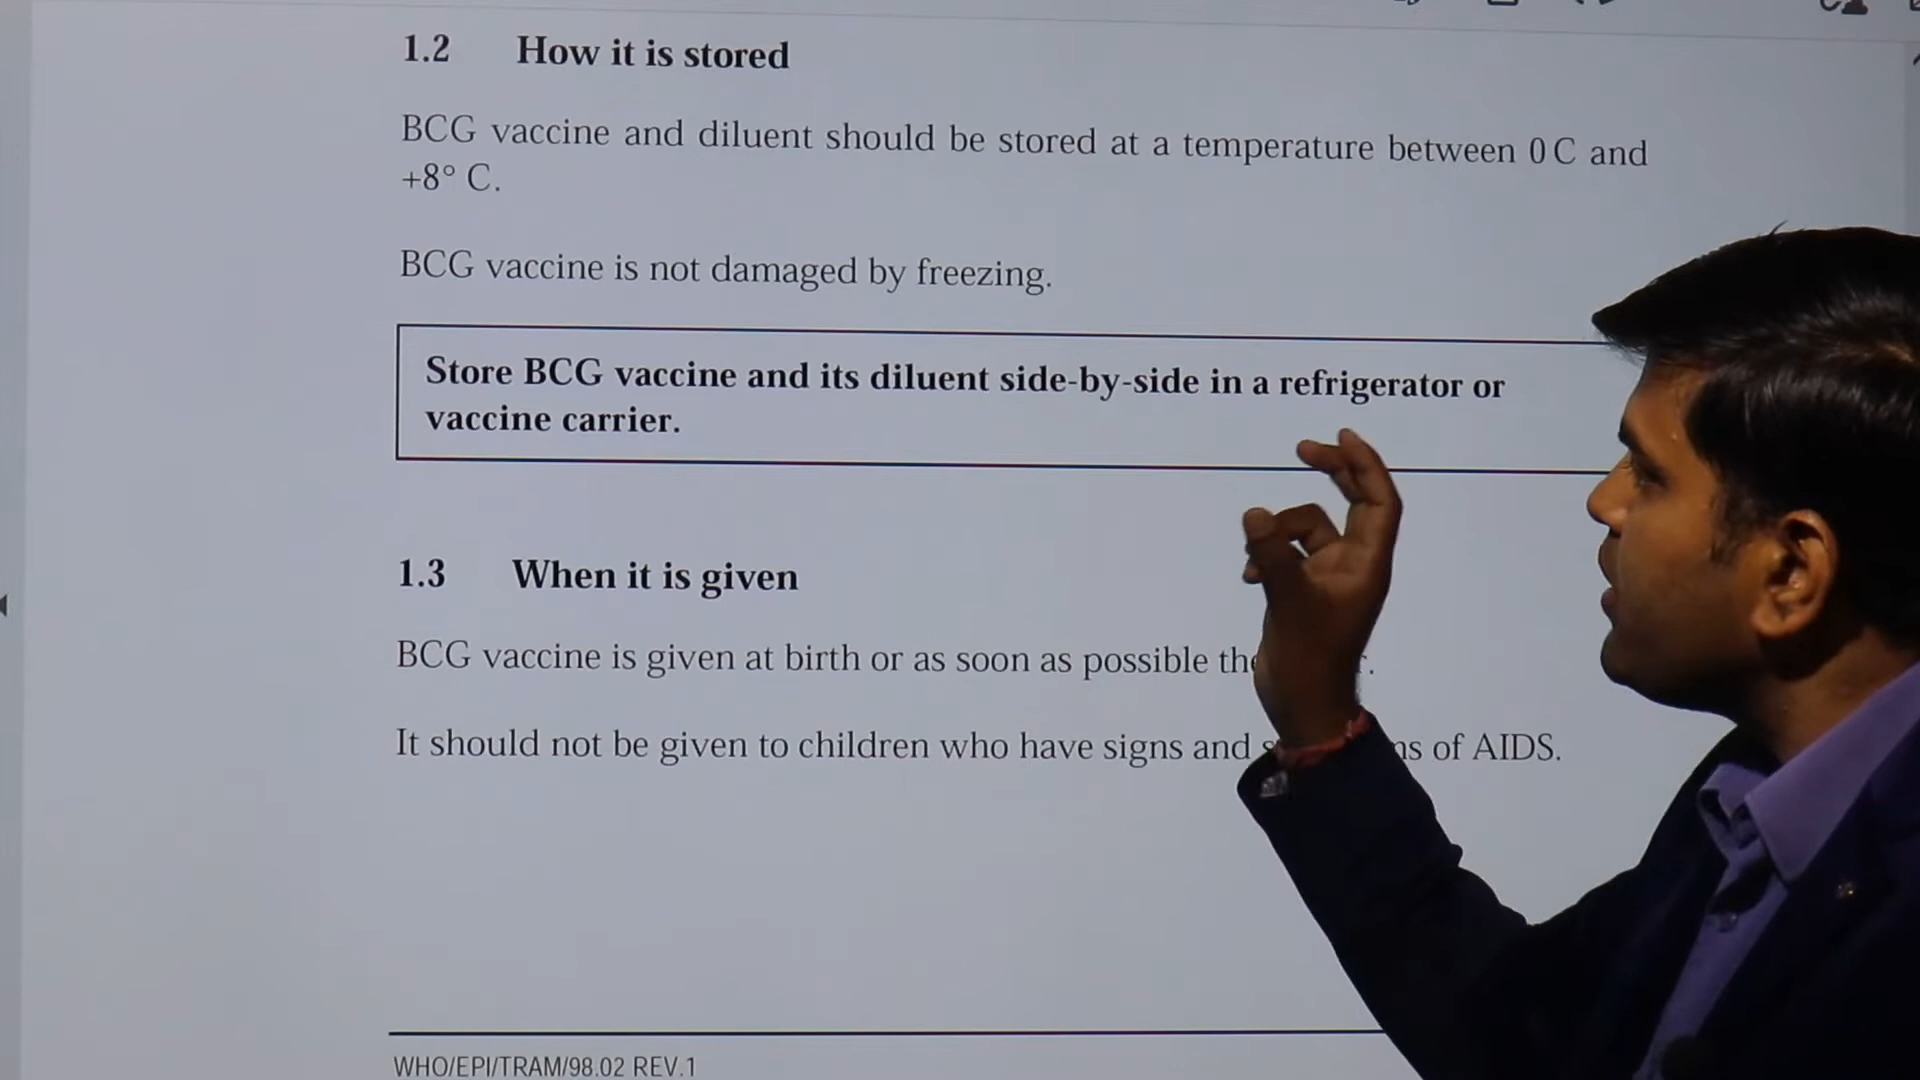 1.2 How it is stored
BCG vaccine and diluent should be stored at a temperature between 0 C and
+8° C.
BCG vaccine is not damaged by freezing.
Store BCG vaccine and its diluent side-by-side in a refrigerator or
vaccine carrier.
1.3 When it is given
BCG vaccine is given at birth or as soon as possible
It should not be given to children who have signs and of AIDS.
WHO/EPI/TRAM/98.02 REV.1